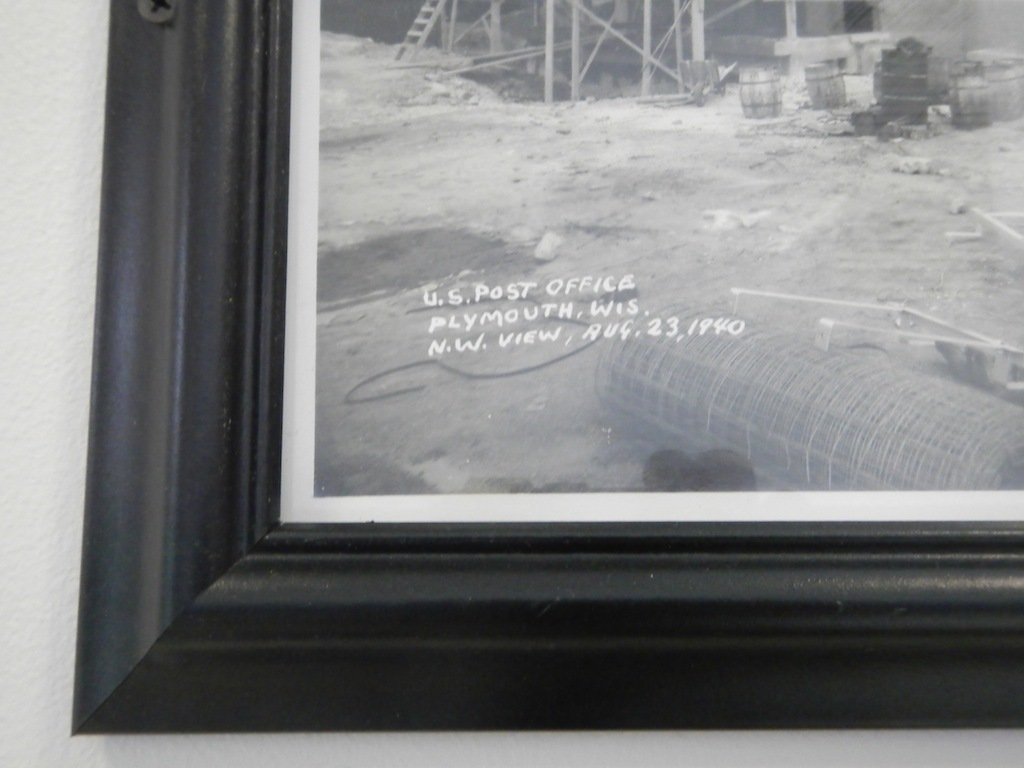 U.S. POST OFFICE
PLYMOUTH, WIS.
N.W. VIEW, AUG. 23, 1940